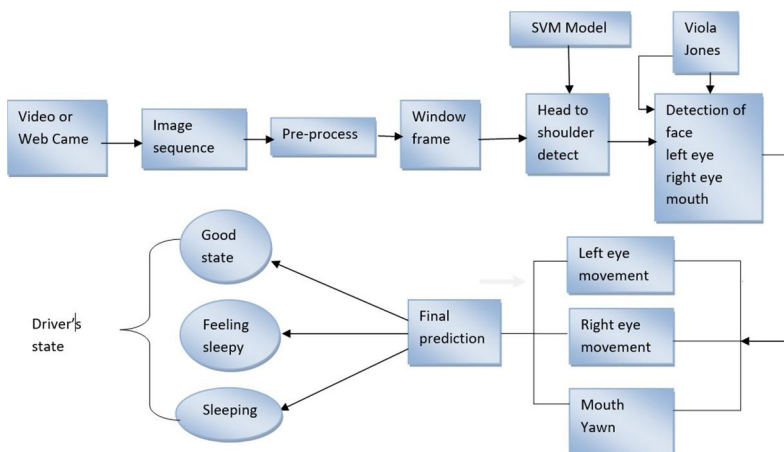 SVM Model
Viola
Jones
Video or
Web Came
Image
sequence
Pre-process
Window
frame
Head to
shoulder
detect
Detection of
face
left eye
right eye
mouth
Good
state
Feeling
sleepy
Sleeping
Driver's
state
Final
prediction
Left eye
movement
Right eye
movement
Mouth
Yawn